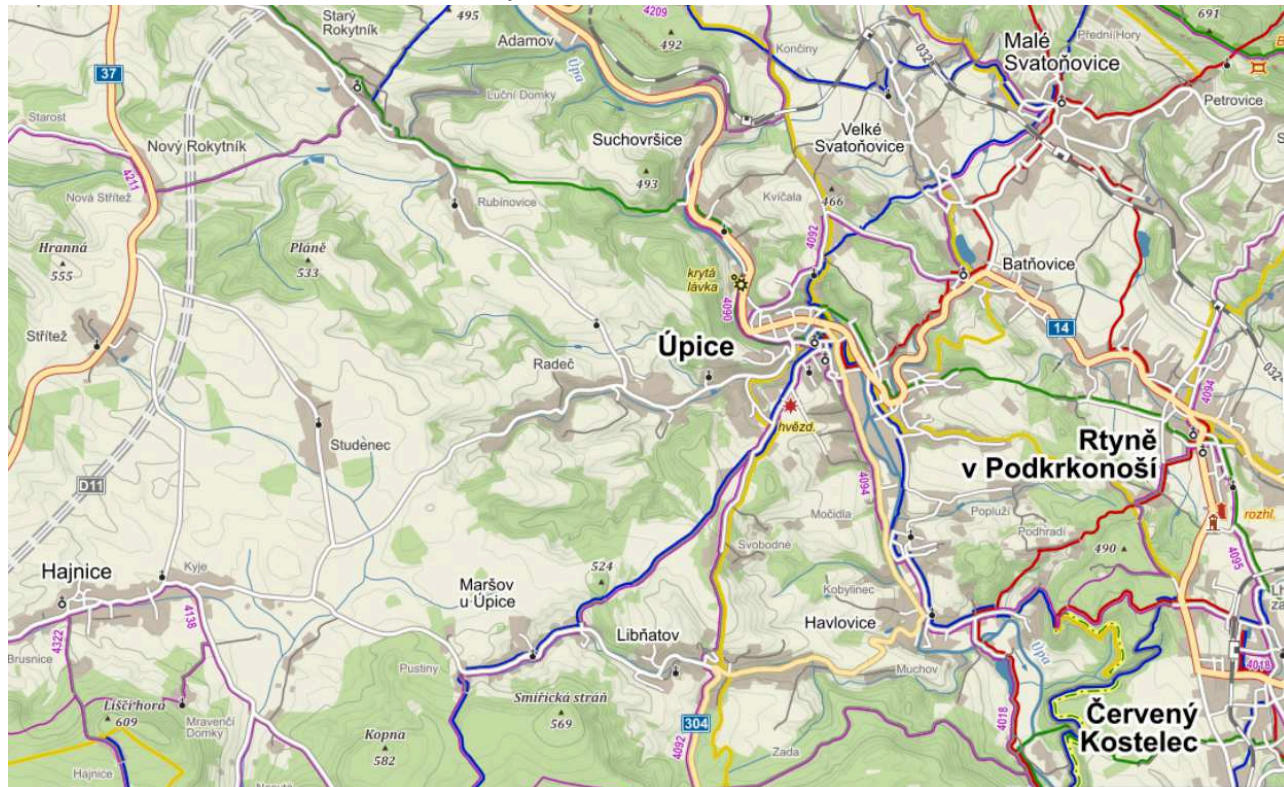 Starý
Rokytník
495
4209
691
Adamov
492
Končiny
032
Malé
Svatoňovice
Přední Hory
37
Úpa
Luční Domky
Petrovice
Starost
Nový Rokytník
Suchovršice
Velké
Svatoňovice
4211
493
Kvíčala
466
Nová Střítež
Rubínovice
Hranná
555
Pláně
533
4092
Batňovice
krytá
lávka
4090
14
Střítež
Úpice
Radeč
032
4094
hvězd.
Studenec
Rtyně
v Podkrkonoší
D11
4094
Močidla
Popluží
Podhradí
rozhl.
Svobodné
490
4095
Hajnice
Kyje
Maršov
u Úpice
524
Kobylinec
Havlovice
4322
4138
Libňatov
Úpa
Brusnice
Pustiny
Muchov
4018
Liščí hora
609
Smiřická stráň
569
Mravenčí
Domky
Kopna
582
304
4092
4018
Červený
Kostelec
Zada
Hajnice